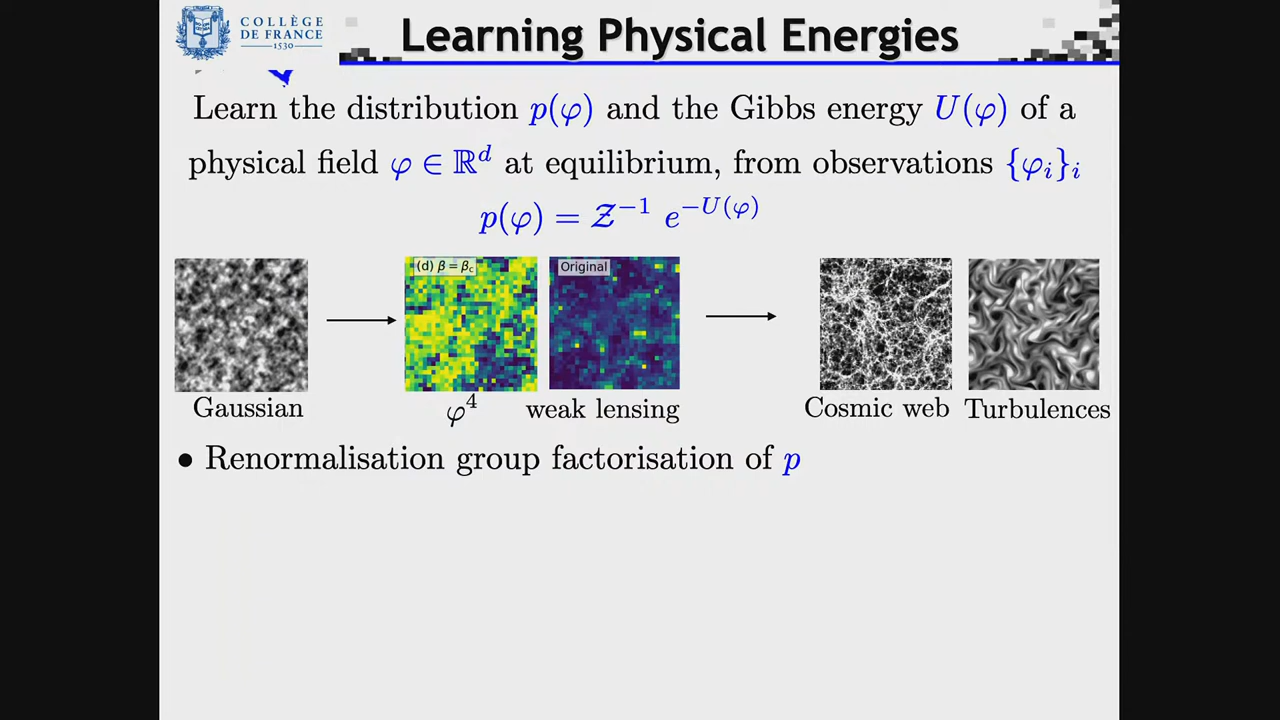 COLLÈGE
DE FRANCE
1530
Learning Physical Energies
Learn the distribution p(φ) and the Gibbs energy U(φ) of a
physical field φ ∈ ℝ^d at equilibrium, from observations {φ_i}_i
p(φ) = 𝒵^{-1} e^{-U(φ)}
(d) β = β_c
Original
Gaussian
φ^4
weak lensing
Cosmic web
Turbulences
• Renormalisation group factorisation of p